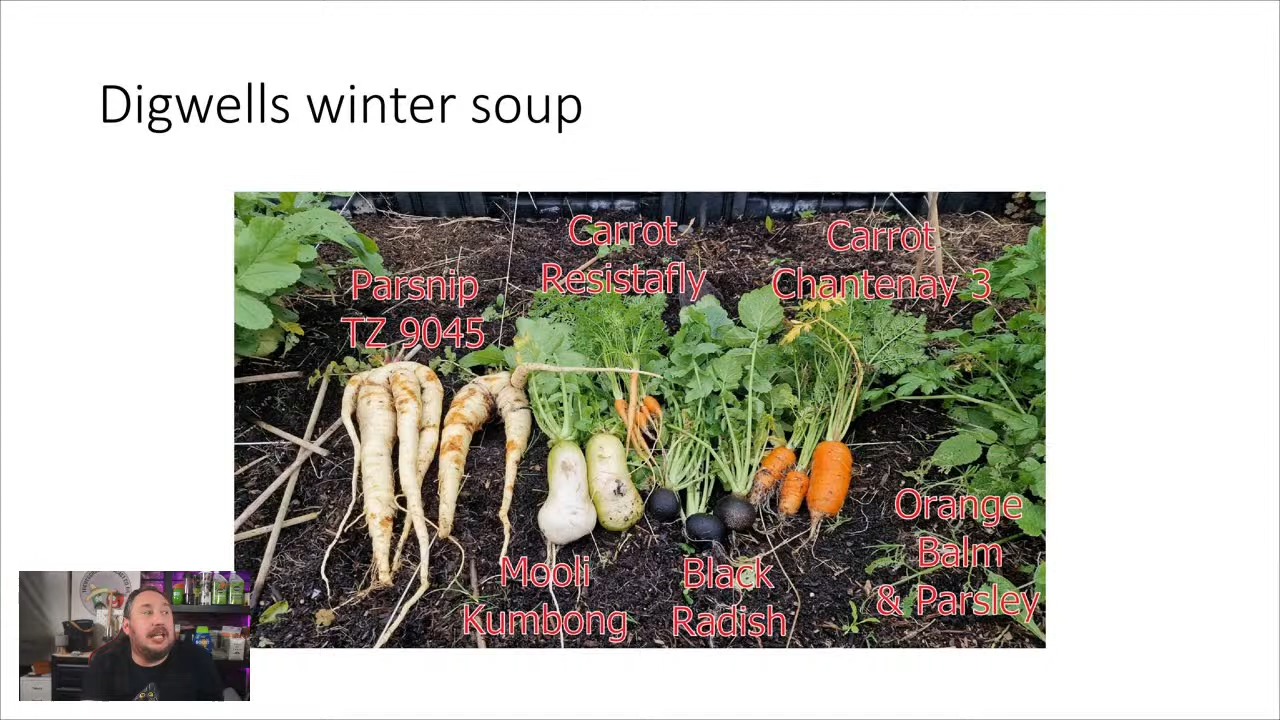 Digwells winter soup
Carrot
Resistafly
Carrot
Chantenay 3
Parsnip
TZ 9045
Orange
Balm
& Parsley
Mooli
Kumbong
Black
Radish